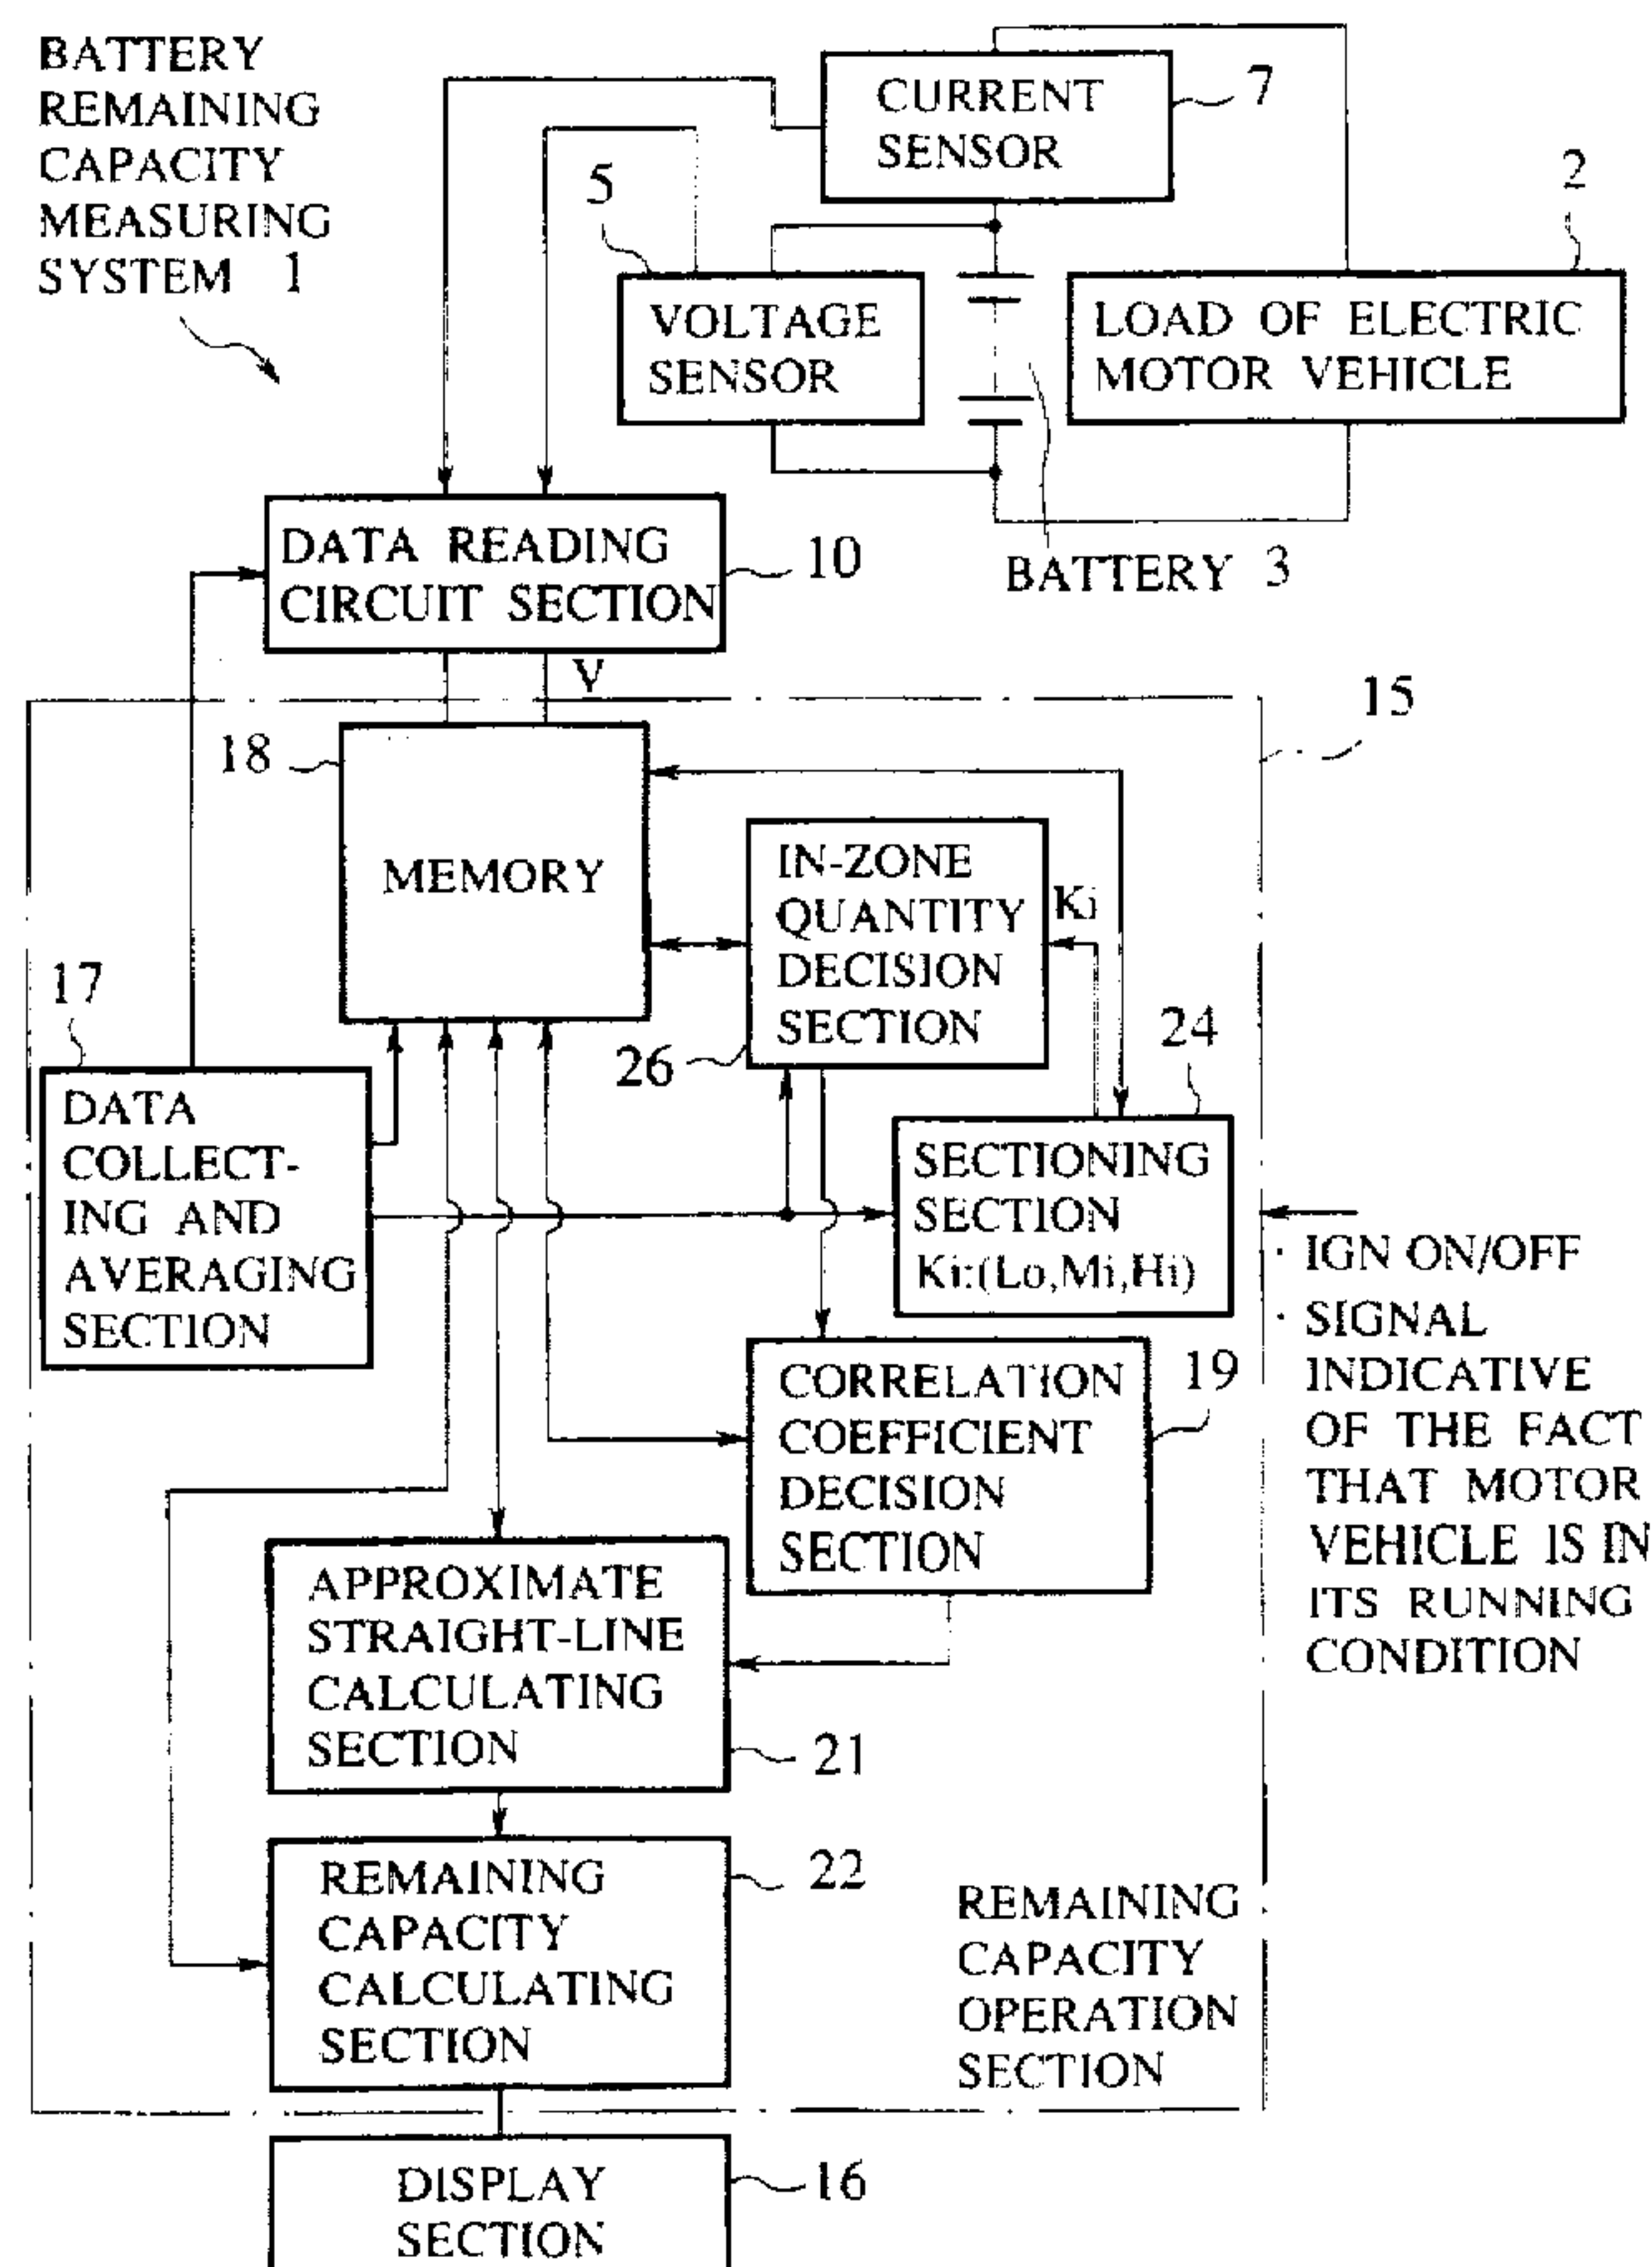 BATTERY
REMAINING
CAPACITY
MEASURING
SYSTEM 1
CURRENT
SENSOR
7
5
2
VOLTAGE
SENSOR
LOAD OF ELECTRIC
MOTOR VEHICLE
DATA READING
CIRCUIT SECTION
10
BATTERY 3
V
15
18
MEMORY
IN-ZONE
QUANTITY
DECISION
SECTION
Ki
26
17
24
DATA
COLLECT-
ING AND
AVERAGING
SECTION
SECTIONING
SECTION
Ki:(Lo,Mi,Hi)
· IGN ON/OFF
· SIGNAL
INDICATIVE
OF THE FACT
THAT MOTOR
VEHICLE IS IN
ITS RUNNING
CONDITION
CORRELATION
COEFFICIENT
DECISION
SECTION
19
APPROXIMATE
STRAIGHT-LINE
CALCULATING
SECTION
21
REMAINING
CAPACITY
CALCULATING
SECTION
22
REMAINING
CAPACITY
OPERATION
SECTION
DISPLAY
SECTION
16